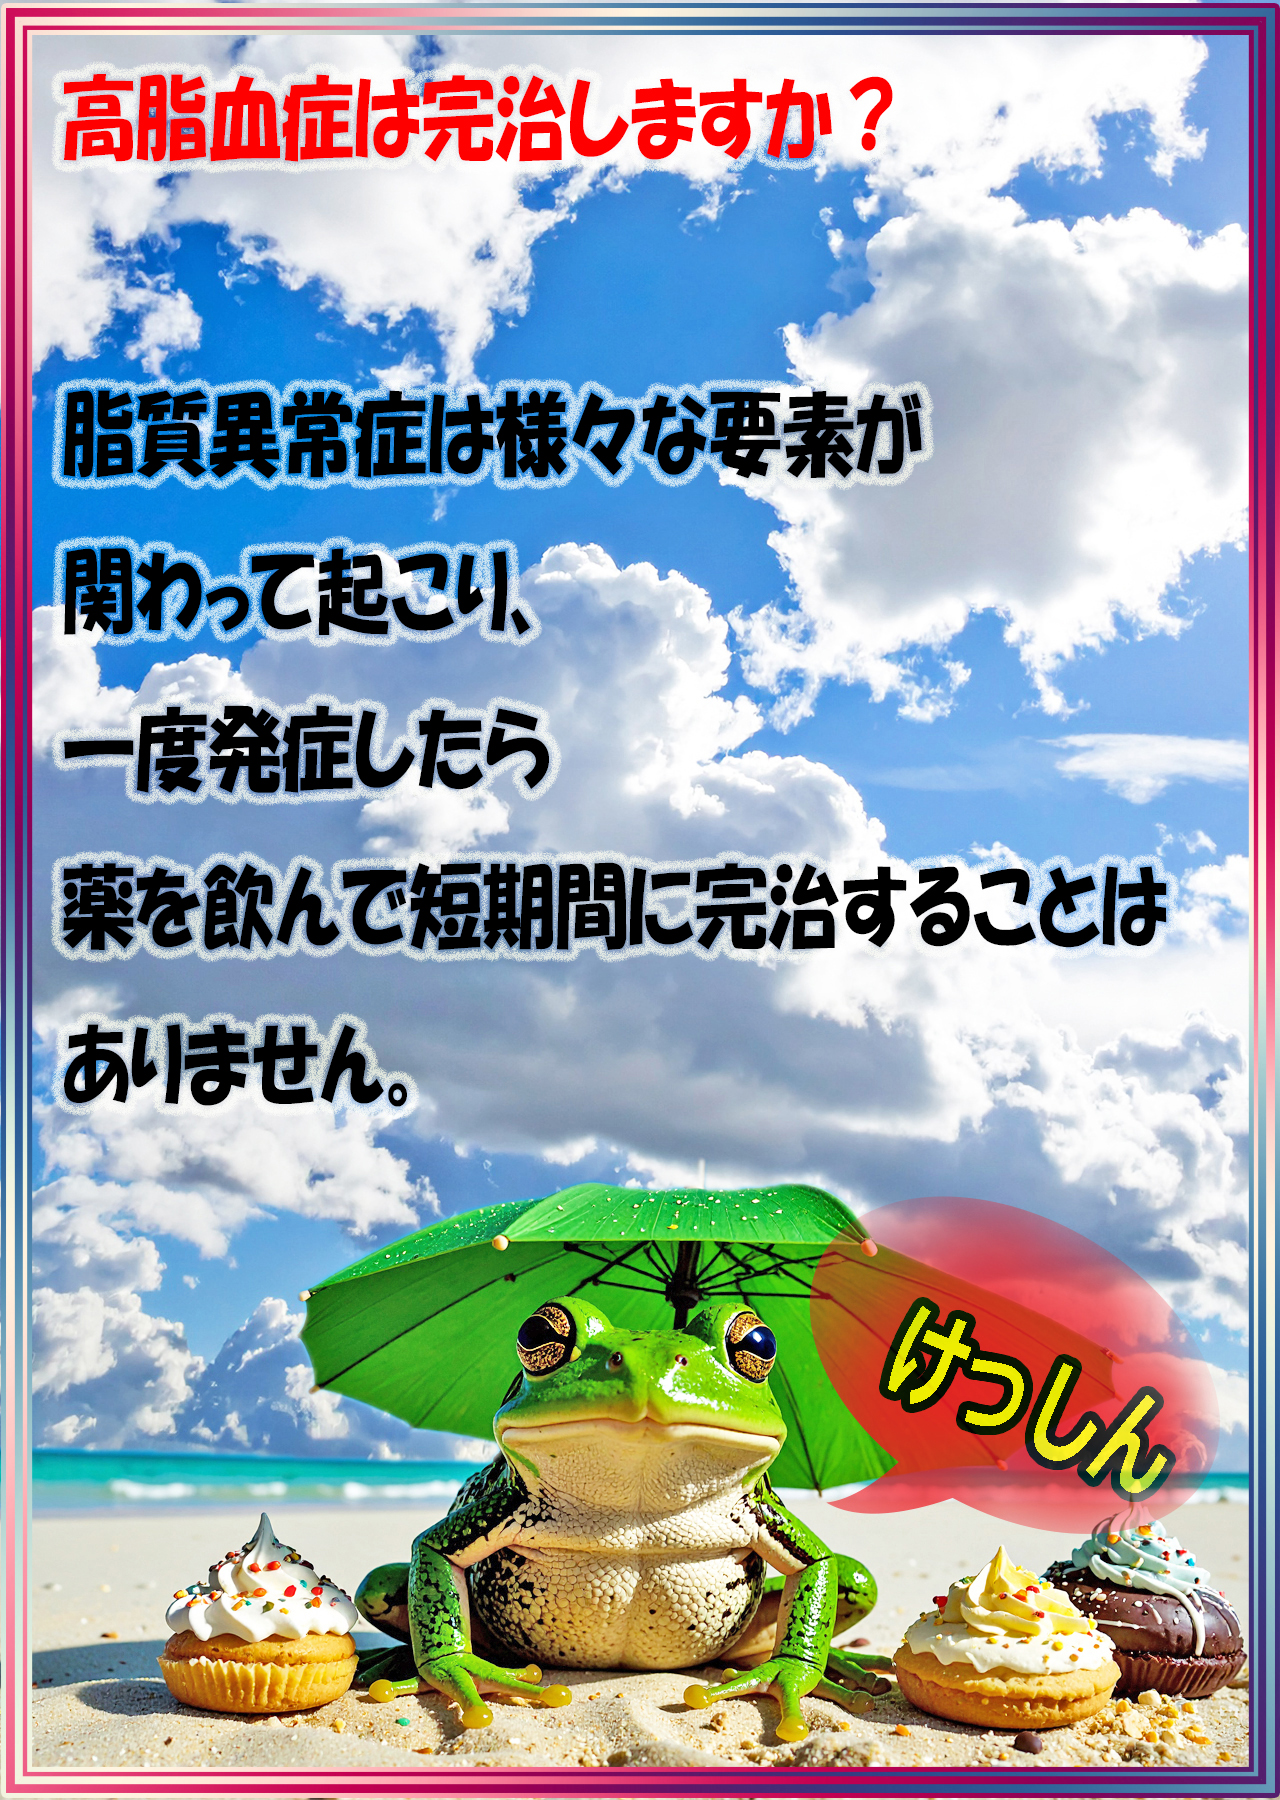 高脂血症は完治しますか？
脂質異常症は様々な要素が
関わって起こり、
一度発症したら
薬を飲んで短期間に完治することは
ありません。
けっしん